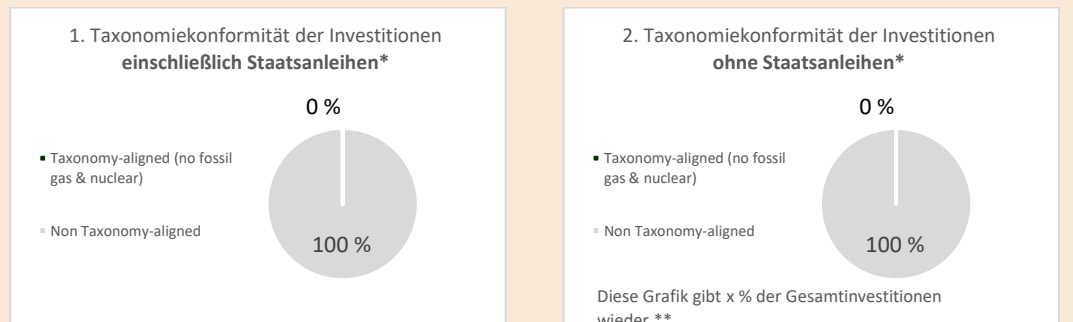 1. Taxonomiekonformität der Investitionen
einschließlich Staatsanleihen*
0 %
Taxonomy-aligned (no fossil
gas & nuclear)
Non Taxonomy-aligned
100 %
2. Taxonomiekonformität der Investitionen
ohne Staatsanleihen*
0 %
Taxonomy-aligned (no fossil
gas & nuclear)
Non Taxonomy-aligned
100 %
Diese Grafik gibt x % der Gesamtinvestitionen
wieder.**